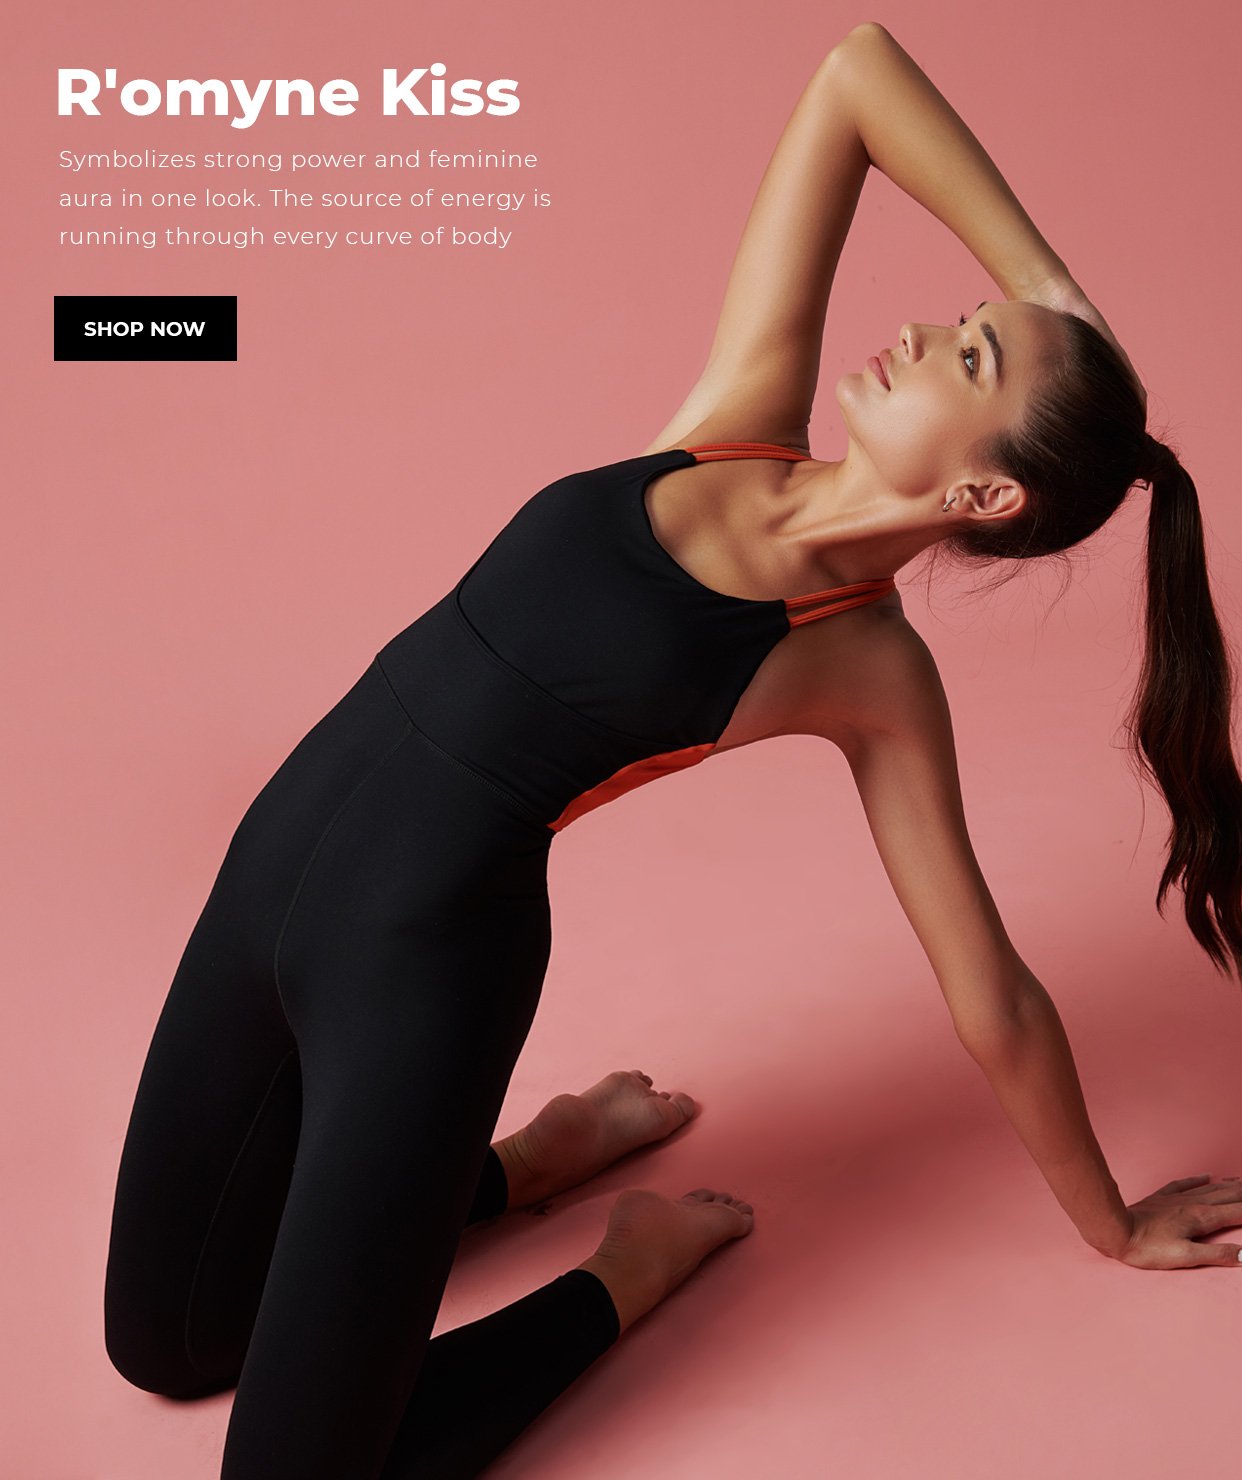 R'omyne Kiss
Symbolizes strong power and feminine
aura in one look. The source of energy is
running through every curve of body
SHOP NOW